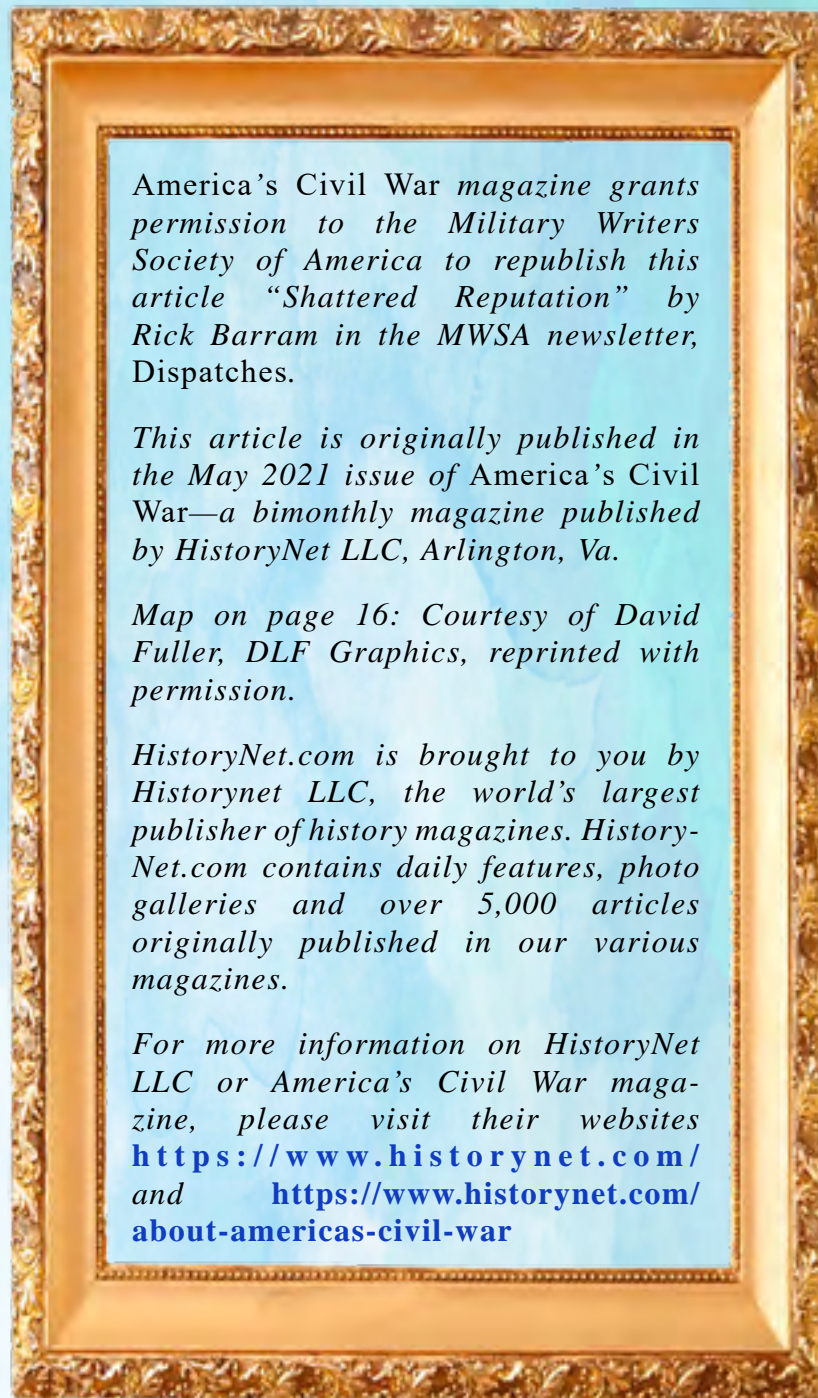 America's Civil War magazine grants
permission to the Military Writers
Society of America to republish this
article “Shattered Reputation” by
Rick Barram in the MWSA newsletter,
Dispatches.
This article is originally published in
the May 2021 issue of America's Civil
War—a bimonthly magazine published
by HistoryNet LLC, Arlington, Va.
Map on page 16: Courtesy of David
Fuller, DLF Graphics, reprinted with
permission.
HistoryNet.com is brought to you by
Historynet LLC, the world's largest
publisher of history magazines. History-
Net.com contains daily features, photo
galleries and over 5,000 articles
originally published in our various
magazines.
For more information on HistoryNet
LLC or America's Civil War maga-
zine, please visit their websites
https://www.historynet.com/
and https://www.historynet.com/
about-americas-civil-war